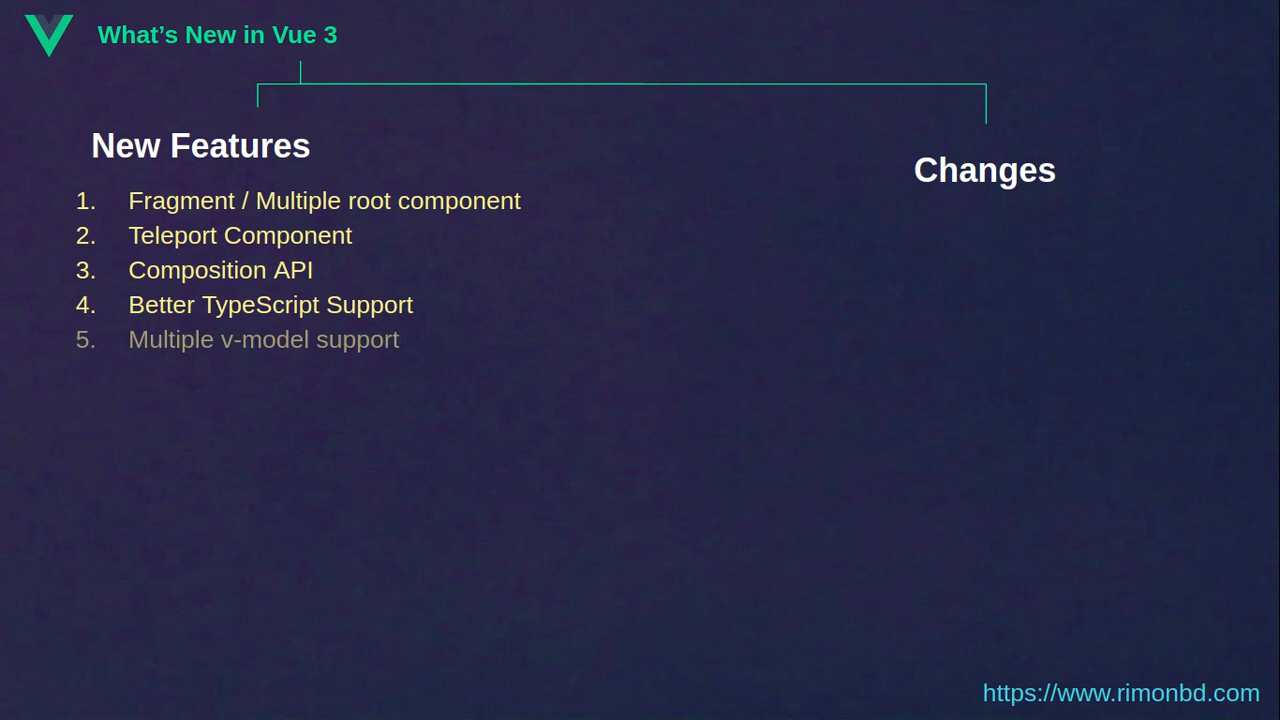 What’s New in Vue 3
New Features
1. Fragment / Multiple root component
2. Teleport Component
3. Composition API
4. Better TypeScript Support
5. Multiple v-model support
Changes
https://www.rimonbd.com